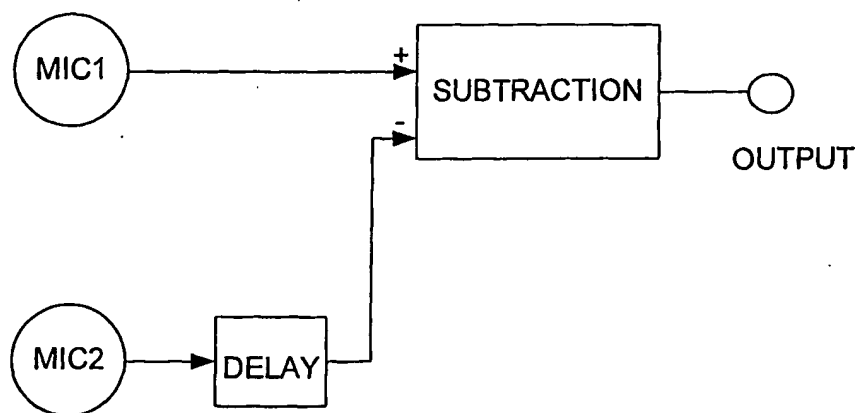 MIC1
+
SUBTRACTION
-
OUTPUT
MIC2
DELAY